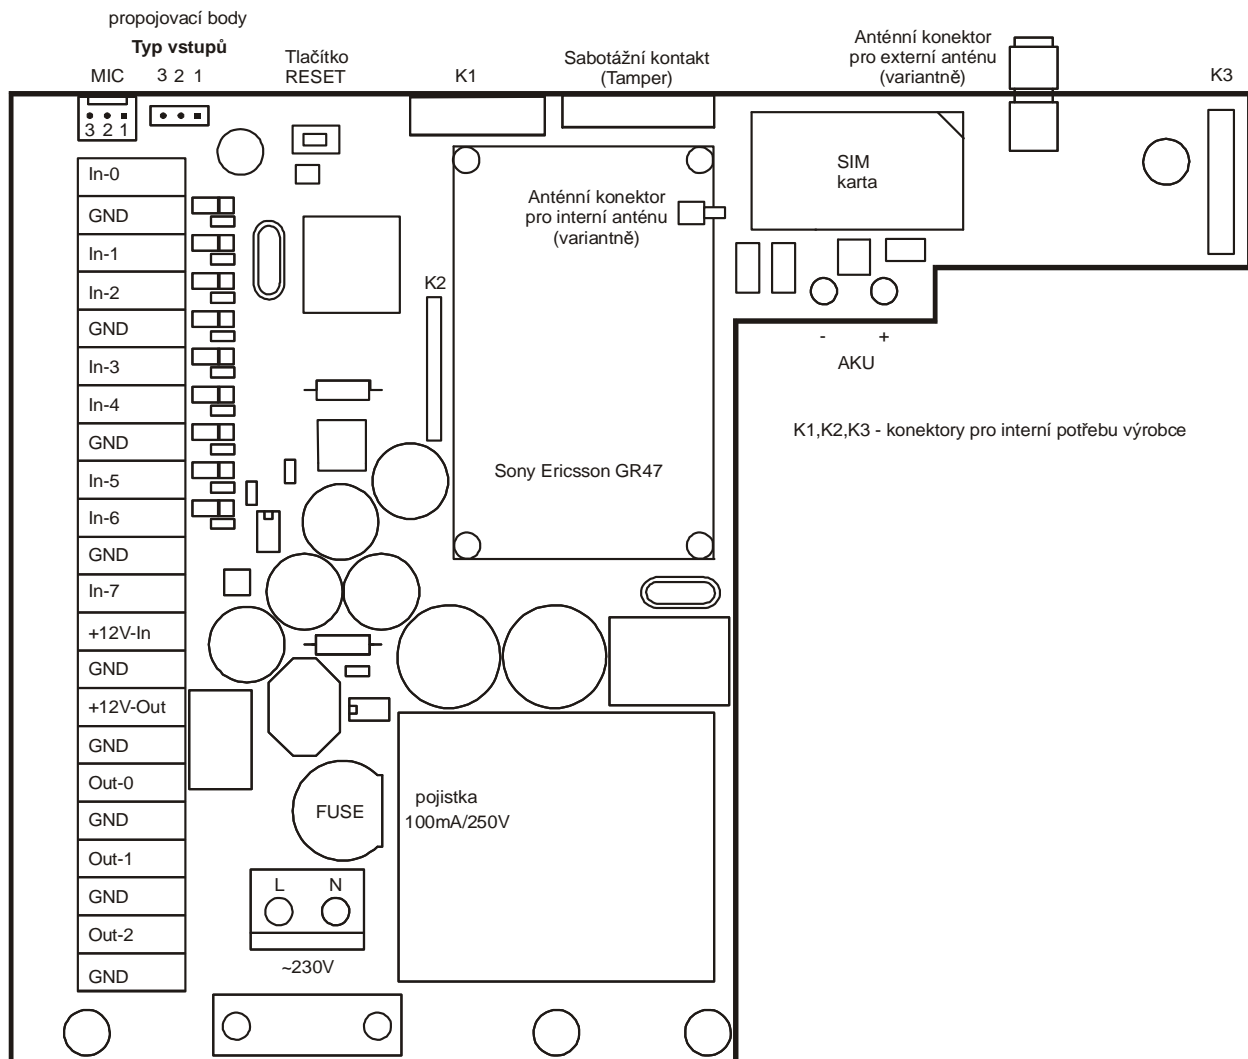 propojovací body
Typ vstupů
MIC
3 2 1
Tlačítko
RESET
K1
Sabotážní kontakt
(Tamper)
Anténní konektor
pro externí anténu
(variantně)
K3
3 2 1
In-0
GND
In-1
In-2
GND
In-3
In-4
GND
In-5
In-6
GND
In-7
+12V-In
GND
+12V-Out
GND
Out-0
GND
Out-1
GND
Out-2
GND
Anténní konektor
pro interní anténu
(variantně)
K2
Sony Ericsson GR47
SIM
karta
- +
AKU
K1,K2,K3 - konektory pro interní potřebu výrobce
FUSE
pojistka
100mA/250V
L N
~230V